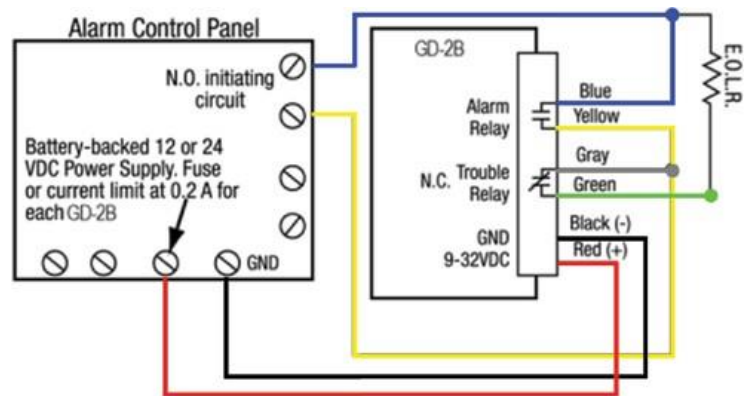 Alarm Control Panel
N.O. initiating
circuit
Battery-backed 12 or 24
VDC Power Supply. Fuse
or current limit at 0.2 A for
each GD-2B
GND
GD-2B
Alarm
Relay
N.C. Trouble
Relay
GND
9-32VDC
Blue
Yellow
Gray
Green
Black (-)
Red (+)
E.O.L.R.